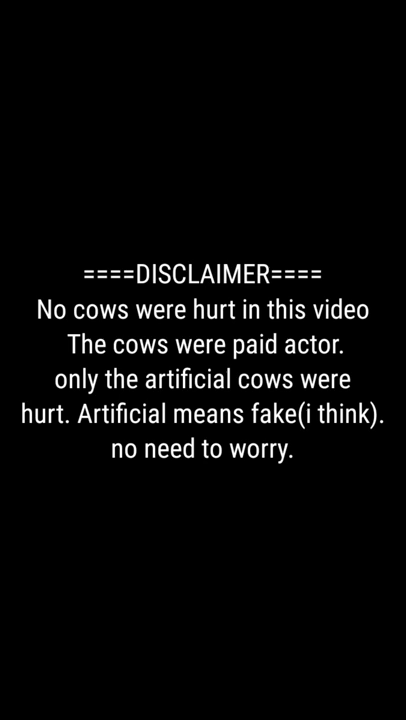 ====DISCLAIMER====
No cows were hurt in this video
The cows were paid actor.
only the artificial cows were
hurt. Artificial means fake(i think).
no need to worry.